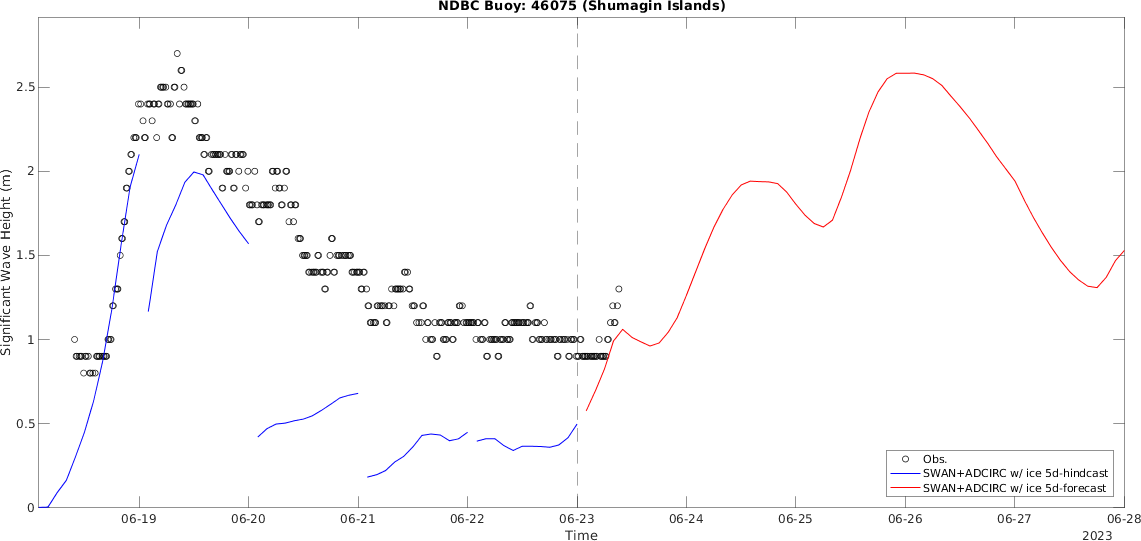 NDBC Buoy: 46075 (Shumagin Islands)
Significant Wave Height (m)
2.5
2
1.5
1
0.5
0
Obs.
SWAN+ADCIRC w/ ice 5d-hindcast
SWAN+ADCIRC w/ ice 5d-forecast
06-19 06-20 06-21 06-22 06-23 06-24 06-25 06-26 06-27 06-28
Time
2023